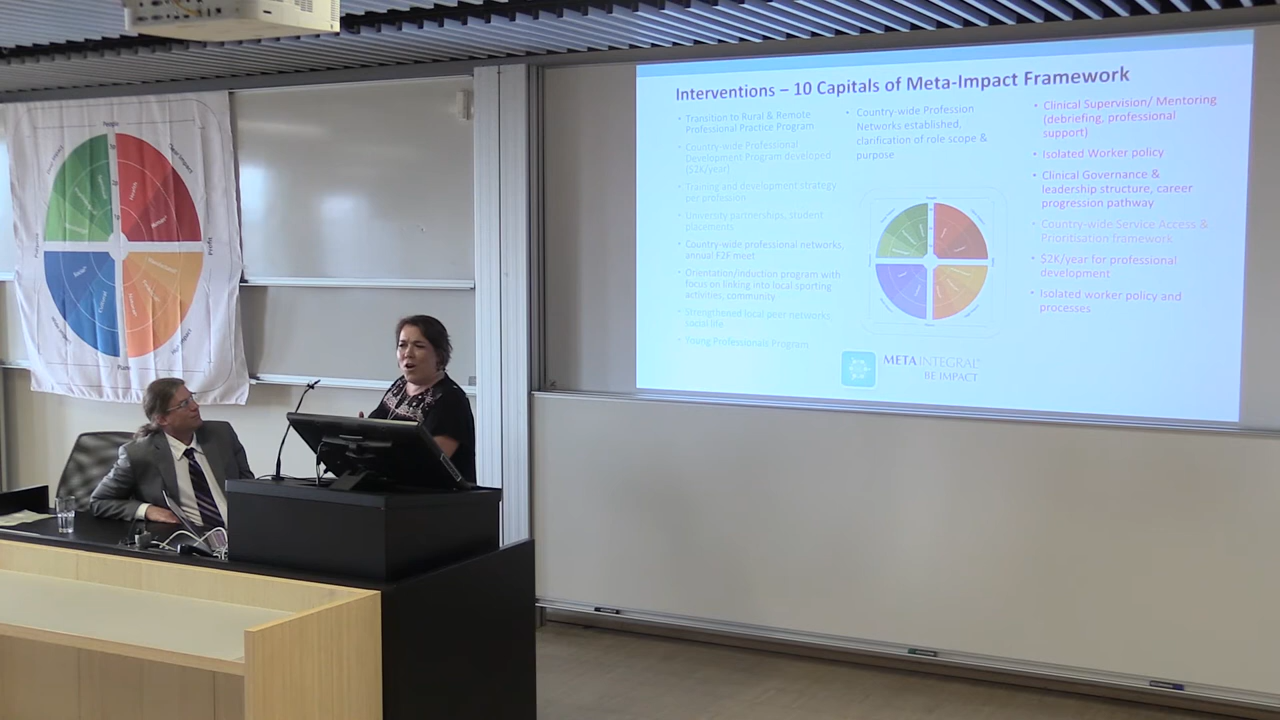 Interventions – 10 Capitals of Meta-Impact Framework
• Transition to Rural & Remote
Professional Practice Program
• Country-wide Professional
Development Program developed
($2K/year)
• Training and development strategy
per profession
• University partnerships, student
placements
• Country-wide professional networks,
annual F2F meet
• Orientation/induction program with
focus on linking into local sporting
activities, community
• Strengthened local peer networks,
social life
• Young Professionals Program
• Country-wide Profession
Networks established,
clarification of role scope &
purpose
METAINTEGRAL™
BE IMPACT
• Clinical Supervision/ Mentoring
(debriefing, professional
support)
• Isolated Worker policy
• Clinical Governance &
leadership structure, career
progression pathway
• Country-wide Service Access &
Prioritisation framework
• $2K/year for professional
development
• Isolated worker policy and
processes
People
Profit
Planet
Health